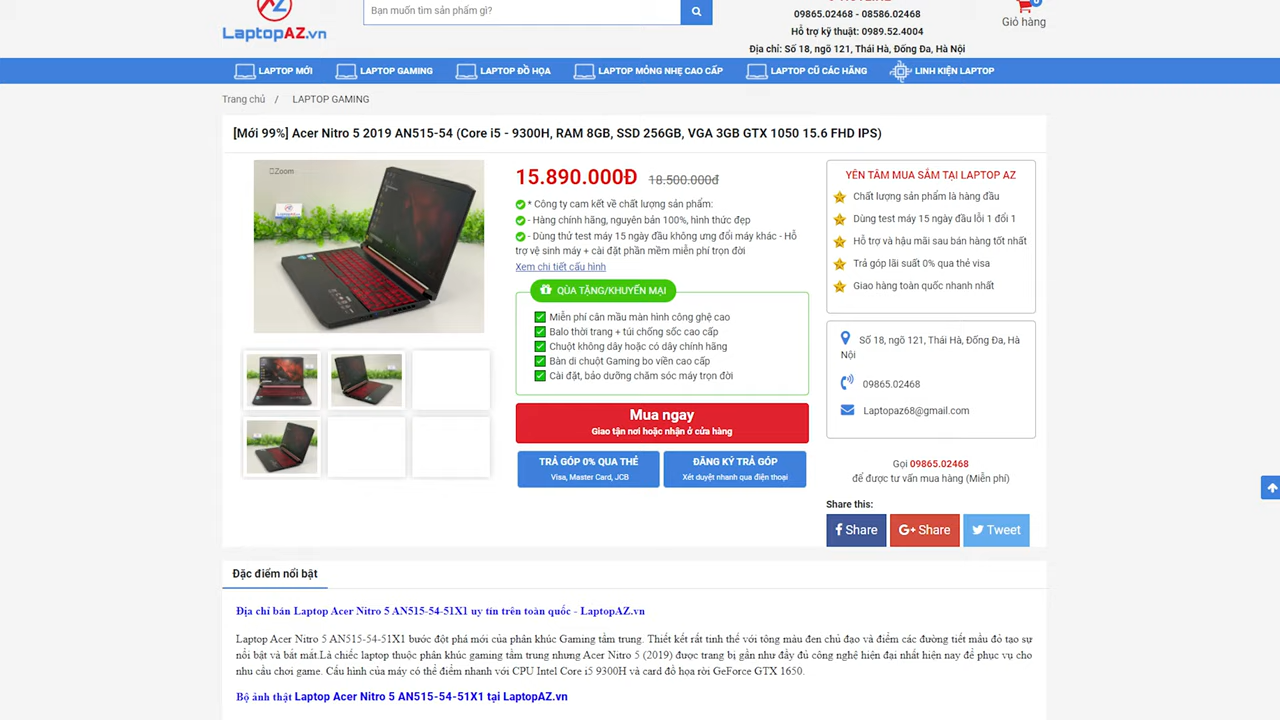 Bạn muốn tìm sản phẩm gì?
09865.02468 - 08586.02468
Hỗ trợ kỹ thuật: 0989.52.4004
Địa chỉ: Số 18, ngõ 121, Thái Hà, Đống Đa, Hà Nội
Giỏ hàng
LaptopAZ.vn
LAPTOP MỚI
LAPTOP GAMING
LAPTOP ĐỒ HỌA
LAPTOP MỎNG NHẸ CAO CẤP
LAPTOP CŨ CÁC HÃNG
LINH KIỆN LAPTOP
Trang chủ / LAPTOP GAMING
[Mới 99%] Acer Nitro 5 2019 AN515-54 (Core i5 - 9300H, RAM 8GB, SSD 256GB, VGA 3GB GTX 1050 15.6 FHD IPS)
Zoom
15.890.000Đ 18.500.000đ
* Công ty cam kết về chất lượng sản phẩm:
- Hàng chính hãng, nguyên bản 100%, hình thức đẹp
- Dùng thử test máy 15 ngày đầu không ưng đổi máy khác - Hỗ
trợ vệ sinh máy + cài đặt phần mềm miễn phí trọn đời
Xem chi tiết cấu hình
QÙA TẶNG/KHUYẾN MẠI
Miễn phí cân mầu màn hình công ghệ cao
Balo thời trang + túi chống sốc cao cấp
Chuột không dây hoặc có dây chính hãng
Bàn di chuột Gaming bo viền cao cấp
Cài đặt, bảo dưỡng chăm sóc máy trọn đời
Mua ngay
Giao tận nơi hoặc nhận ở cửa hàng
TRẢ GÓP 0% QUA THẺ
Visa, Master Card, JCB
ĐĂNG KÝ TRẢ GÓP
Xét duyệt nhanh qua điện thoại
YÊN TÂM MUA SẮM TẠI LAPTOP AZ
Chất lượng sản phẩm là hàng đầu
Dùng test máy 15 ngày đầu lỗi 1 đổi 1
Hỗ trợ và hậu mãi sau bán hàng tốt nhất
Trả góp lãi suất 0% qua thẻ visa
Giao hàng toàn quốc nhanh nhất
Số 18, ngõ 121, Thái Hà, Đống Đa, Hà
Nội
09865.02468
Laptopaz68@gmail.com
Gọi 09865.02468
để được tư vấn mua hàng (Miễn phí)
Share this:
Share
G+ Share
Tweet
Đặc điểm nổi bật
Địa chỉ bán Laptop Acer Nitro 5 AN515-54-51X1 uy tín trên toàn quốc - LaptopAZ.vn
Laptop Acer Nitro 5 AN515-54-51X1 bước đột phá mới của phân khúc Gaming tầm trung. Thiết kết rất tinh thế với tông màu đen chủ đạo và điểm các đường tiết mầu đỏ tạo sự
nổi bật và bắt mắt.Là chiếc laptop thuộc phân khúc gaming tầm trung nhưng Acer Nitro 5 (2019) được trang bị gần như đầy đủ công nghệ hiện đại nhất hiện nay để phục vụ cho
nhu cầu chơi game. Cấu hình của máy có thể điểm nhanh với CPU Intel Core i5 9300H và card đồ họa rời GeForce GTX 1650.
Bộ ảnh thật Laptop Acer Nitro 5 AN515-54-51X1 tại LaptopAZ.vn